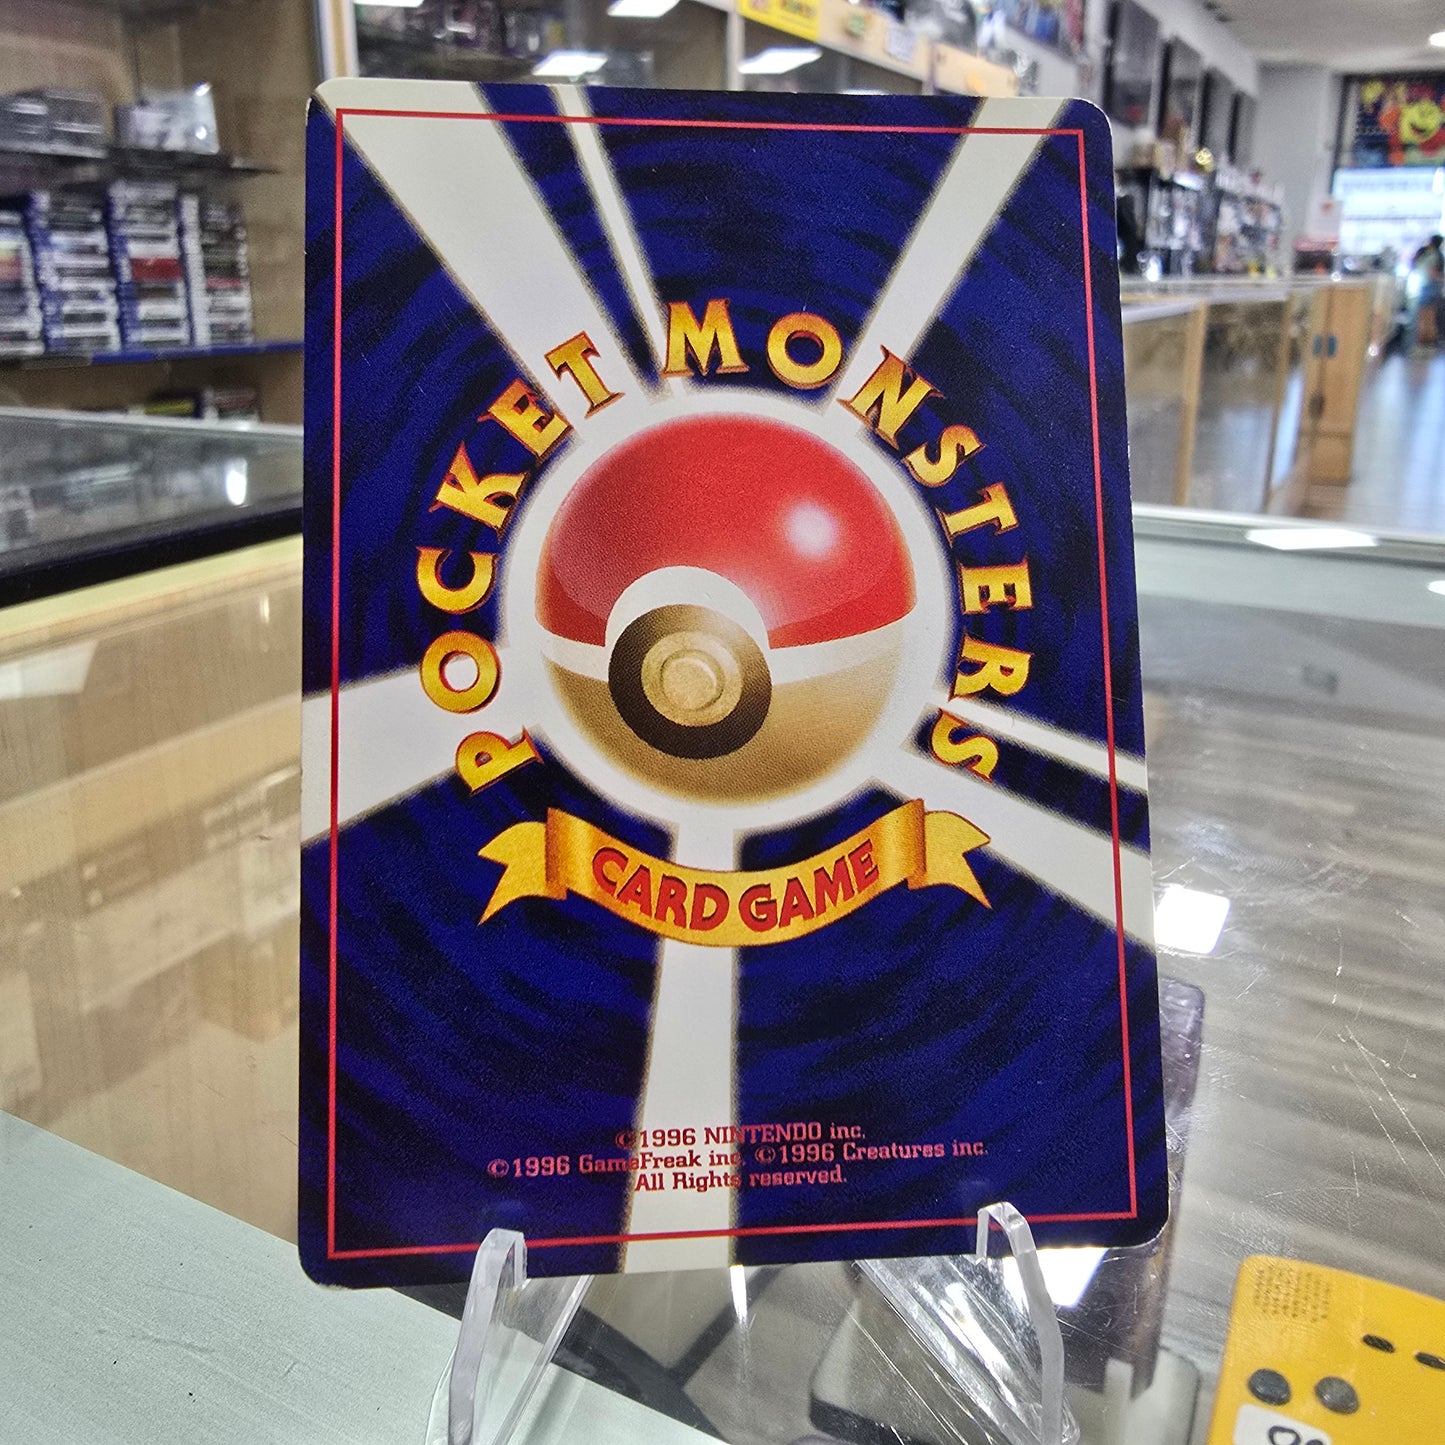 POCKET MONSTERS
CARD GAME
©1996 NINTENDO inc.
©1996 GameFreak inc. ©1996 Creatures inc.
All Rights reserved.